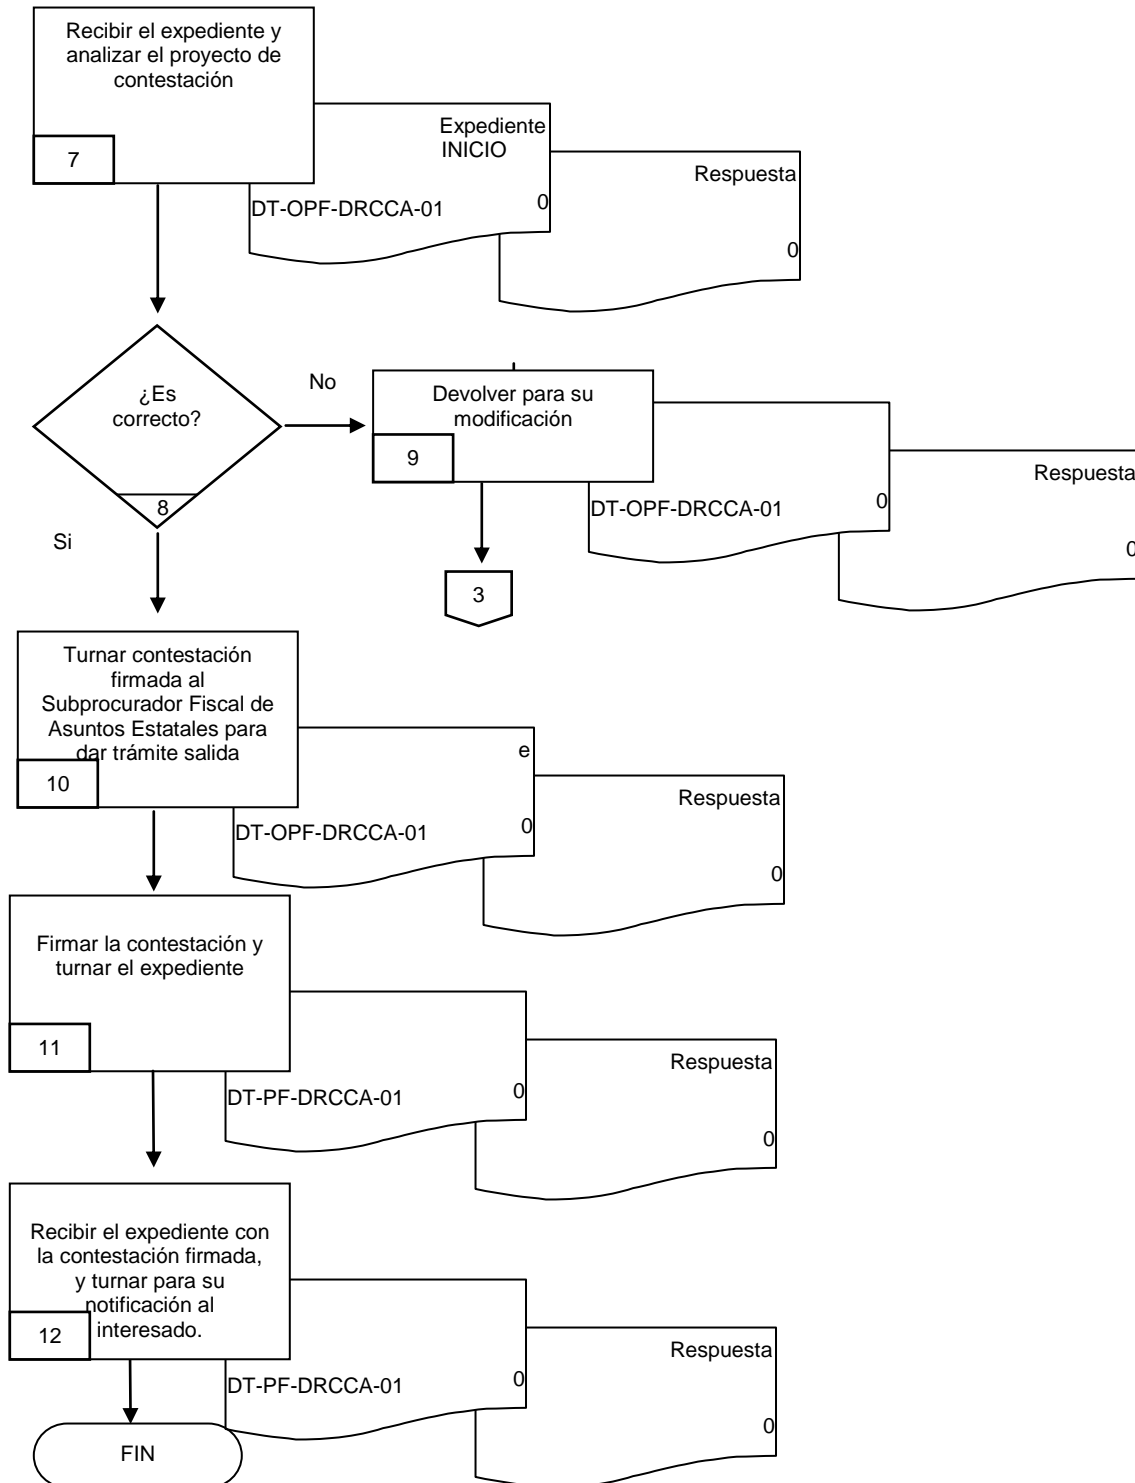 Recibir el expediente y
analizar el proyecto de
contestación
7
Expediente
INICIO
DT-OPF-DRCCA-01
0
Respuesta
0
¿Es
correcto?
8
No
Si
Devolver para su
modificación
9
DT-OPF-DRCCA-01
0
Respuesta
0
3
Turnar contestación
firmada al
Subprocurador Fiscal de
Asuntos Estatales para
dar trámite salida
10
e
DT-OPF-DRCCA-01
0
Respuesta
0
Firmar la contestación y
turnar el expediente
11
DT-PF-DRCCA-01
0
Respuesta
0
Recibir el expediente con
la contestación firmada,
y turnar para su
notificación al
interesado.
12
DT-PF-DRCCA-01
0
Respuesta
0
FIN